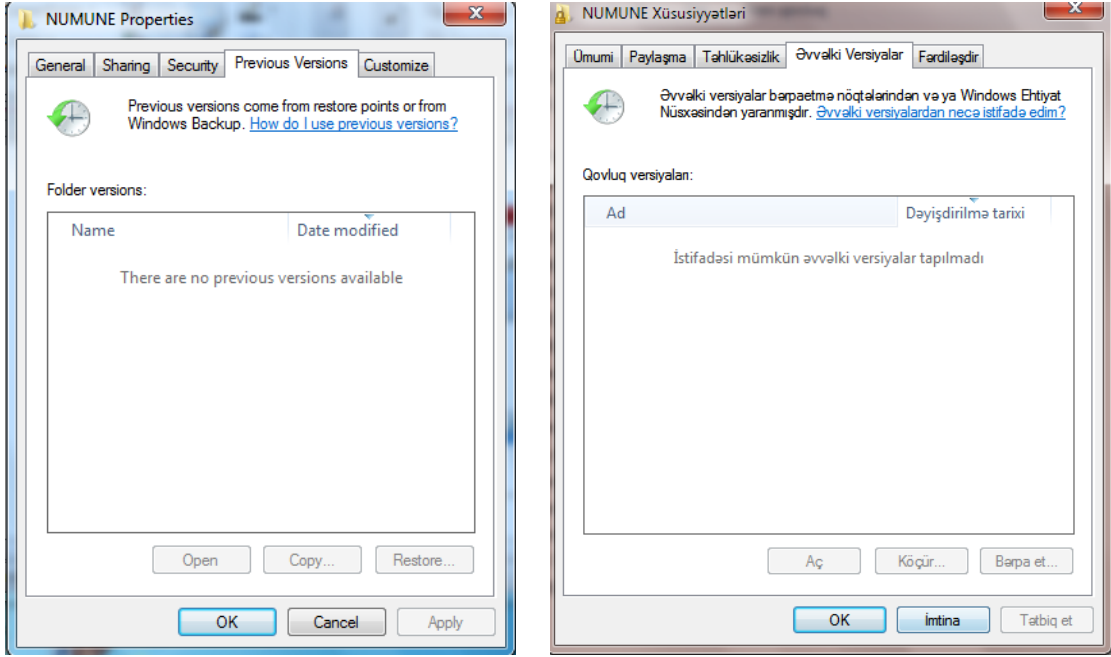 NUMUNE Properties
General Sharing Security Previous Versions Customize
Previous versions come from restore points or from
Windows Backup. How do I use previous versions?
Folder versions:
Name Date modified
There are no previous versions available
Open Copy... Restore...
OK Cancel Apply
NUMUNE Xüsusiyyətləri
Ümumi Paylaşma Təhlükəsizlik Əvvəlki Versiyalar Fərdiləşdir
Əvvəlki versiyalar bərpaetmə nöqtələrindən və ya Windows Ehtiyat
Nüsxəsindən yaranmışdır. Əvvəlki versiyalardan necə istifadə edim?
Qovluq versiyaları:
Ad Dəyişdirilmə tarixi
İstifadəsi mümkün əvvəlki versiyalar tapılmadı
Aç Köçür... Bərpa et...
OK İmtina Tətbiq et